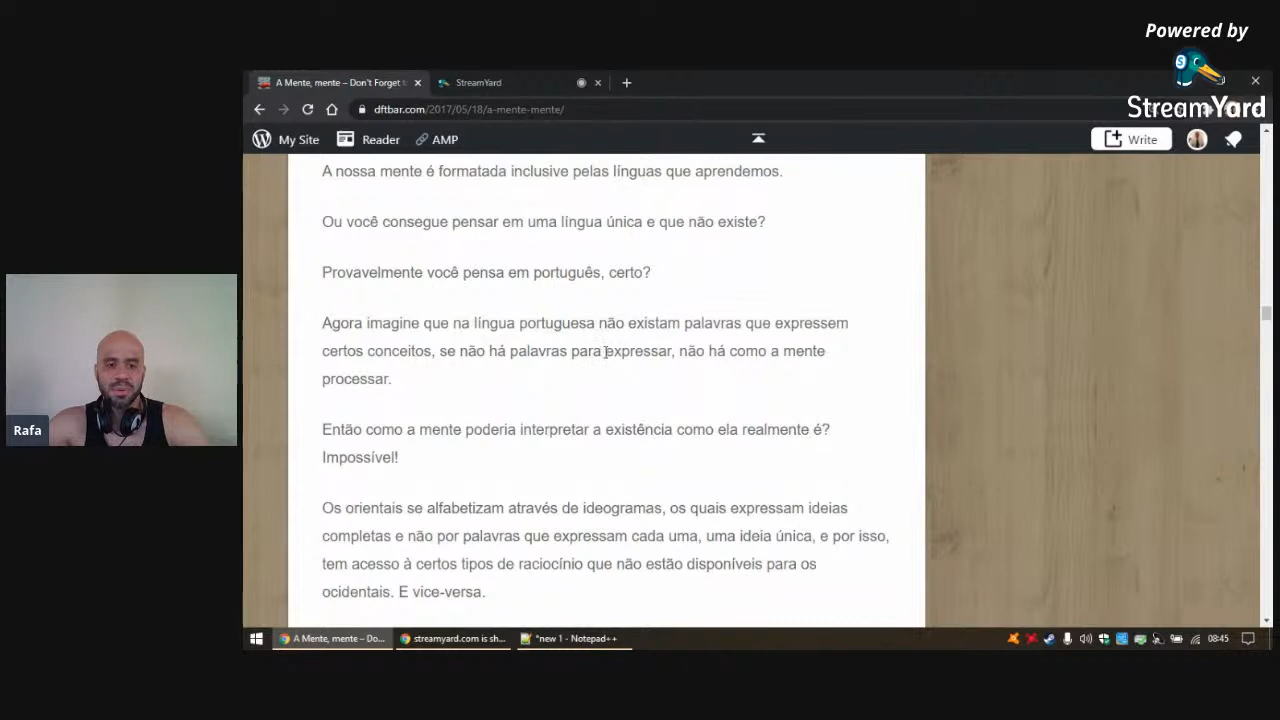 Powered by
StreamYard
A Mente, mente – Don't Forget
StreamYard
dftbar.com/2017/05/18/a-mente-mente/
My Site
Reader
AMP
Write
A nossa mente é formatada inclusive pelas línguas que aprendemos.
Ou você consegue pensar em uma língua única e que não existe?
Provavelmente você pensa em português, certo?
Agora imagine que na língua portuguesa não existam palavras que expressem
certos conceitos, se não há palavras para expressar, não há como a mente
processar.
Então como a mente poderia interpretar a existência como ela realmente é?
Impossível!
Os orientais se alfabetizam através de ideogramas, os quais expressam ideias
completas e não por palavras que expressam cada uma, uma ideia única, e por isso,
tem acesso à certos tipos de raciocínio que não estão disponíveis para os
ocidentais. E vice-versa.
Rafa
A Mente, mente – Do...
streamyard.com is sh...
*new 1 - Notepad++
08:45